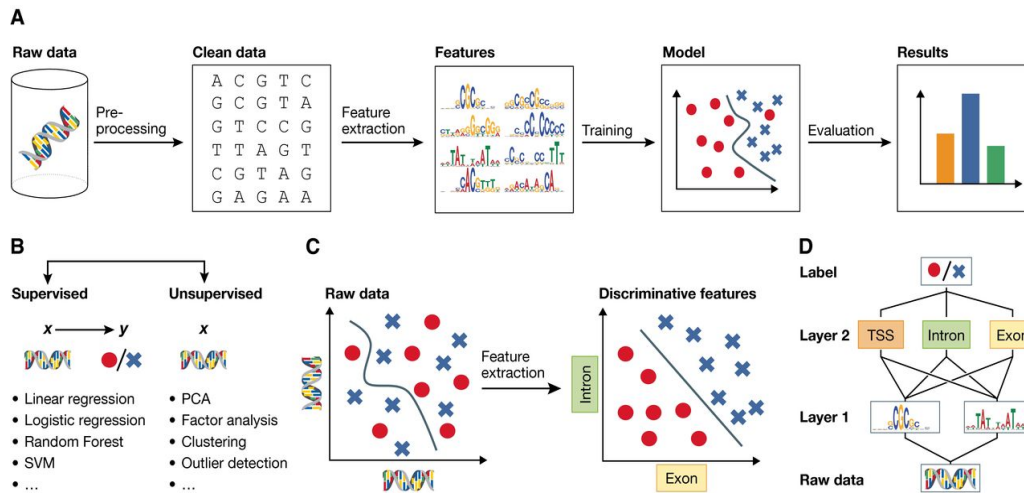 A
Raw data
Clean data
Features
Model
Results
Pre-
processing
A C G T C
G C G T A
G T C C G
T T A G T
C G T A G
G A G A A
Feature
extraction
Training
Evaluation
B
Supervised
Unsupervised
x
y
x
/
• Linear regression
• Logistic regression
• Random Forest
• SVM
• ...
• PCA
• Factor analysis
• Clustering
• Outlier detection
• ...
C
Raw data
Feature
extraction
Discriminative features
Intron
Exon
D
Label
/
Layer 2
TSS
Intron
Exon
Layer 1
Raw data